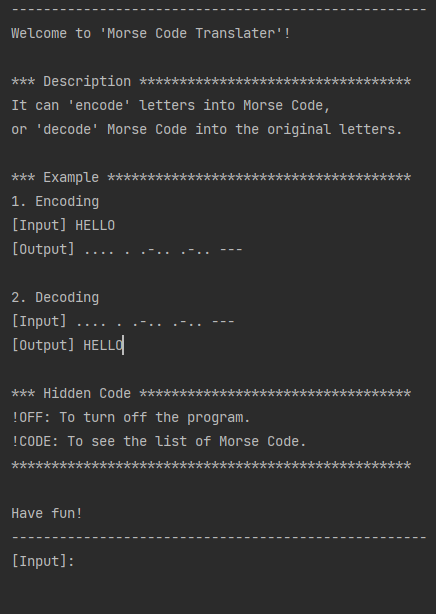 ----------------------------------------------------
Welcome to 'Morse Code Translater'!
*** Description **********************************
It can 'encode' letters into Morse Code,
or 'decode' Morse Code into the original letters.
*** Example **************************************
1. Encoding
[Input] HELLO
[Output] .... . .-.. .-.. ---
2. Decoding
[Input] .... . .-.. .-.. ---
[Output] HELLO
*** Hidden Code **********************************
!OFF: To turn off the program.
!CODE: To see the list of Morse Code.
**************************************************
Have fun!
----------------------------------------------------
[Input]: